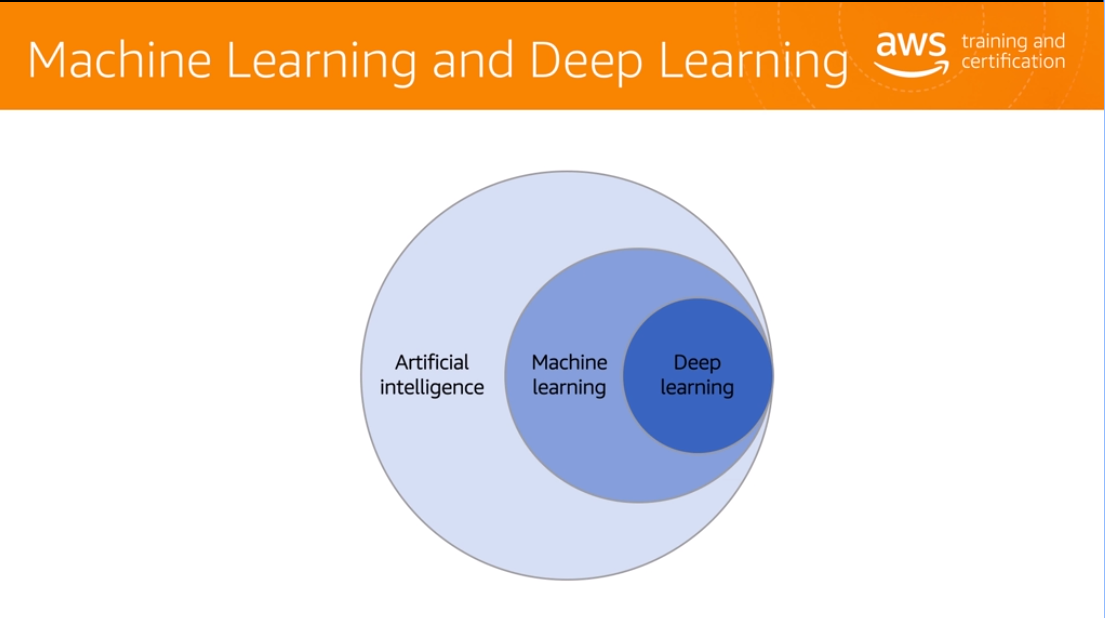 Machine Learning and Deep Learning
aws
training and
certification
Artificial
intelligence
Machine
learning
Deep
learning